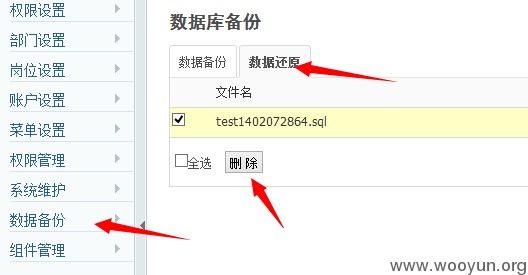 权限设置
部门设置
岗位设置
账户设置
菜单设置
权限管理
系统维护
数据备份
组件管理
数据库备份
数据备份 数据还原
文件名
test1402072864.sql
全选 删 除
www.wooyun.org